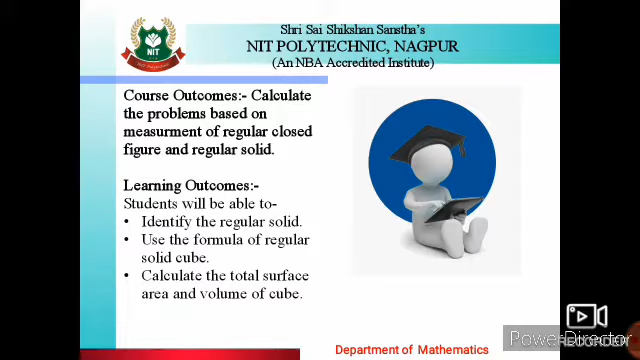 Shri Sai Shikshan Sanstha's
NIT POLYTECHNIC, NAGPUR
(An NBA Accredited Institute)
NIT
Course Outcomes:- Calculate
the problems based on
measurment of regular closed
figure and regular solid.
Learning Outcomes:-
Students will be able to-
• Identify the regular solid.
• Use the formula of regular
solid cube.
• Calculate the total surface
area and volume of cube.
Department of Mathematics
PowerDirector
RECORDER